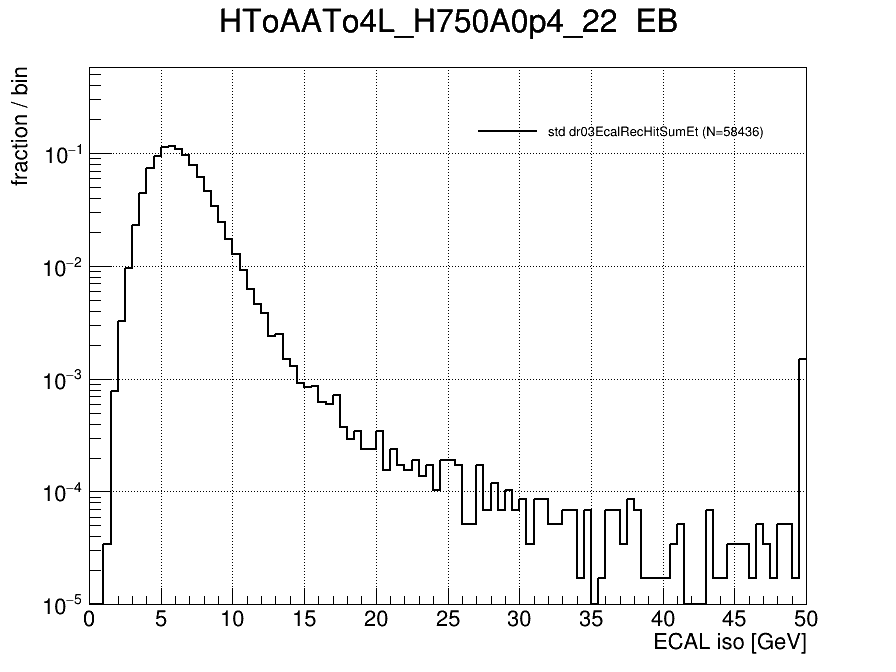 HToAATo4L_H750A0p4_22 EB
fraction / bin
std dr03EcalRecHitSumEt (N=58436)
10⁻¹
10⁻²
10⁻³
10⁻⁴
10⁻⁵
0 5 10 15 20 25 30 35 40 45 50
ECAL iso [GeV]